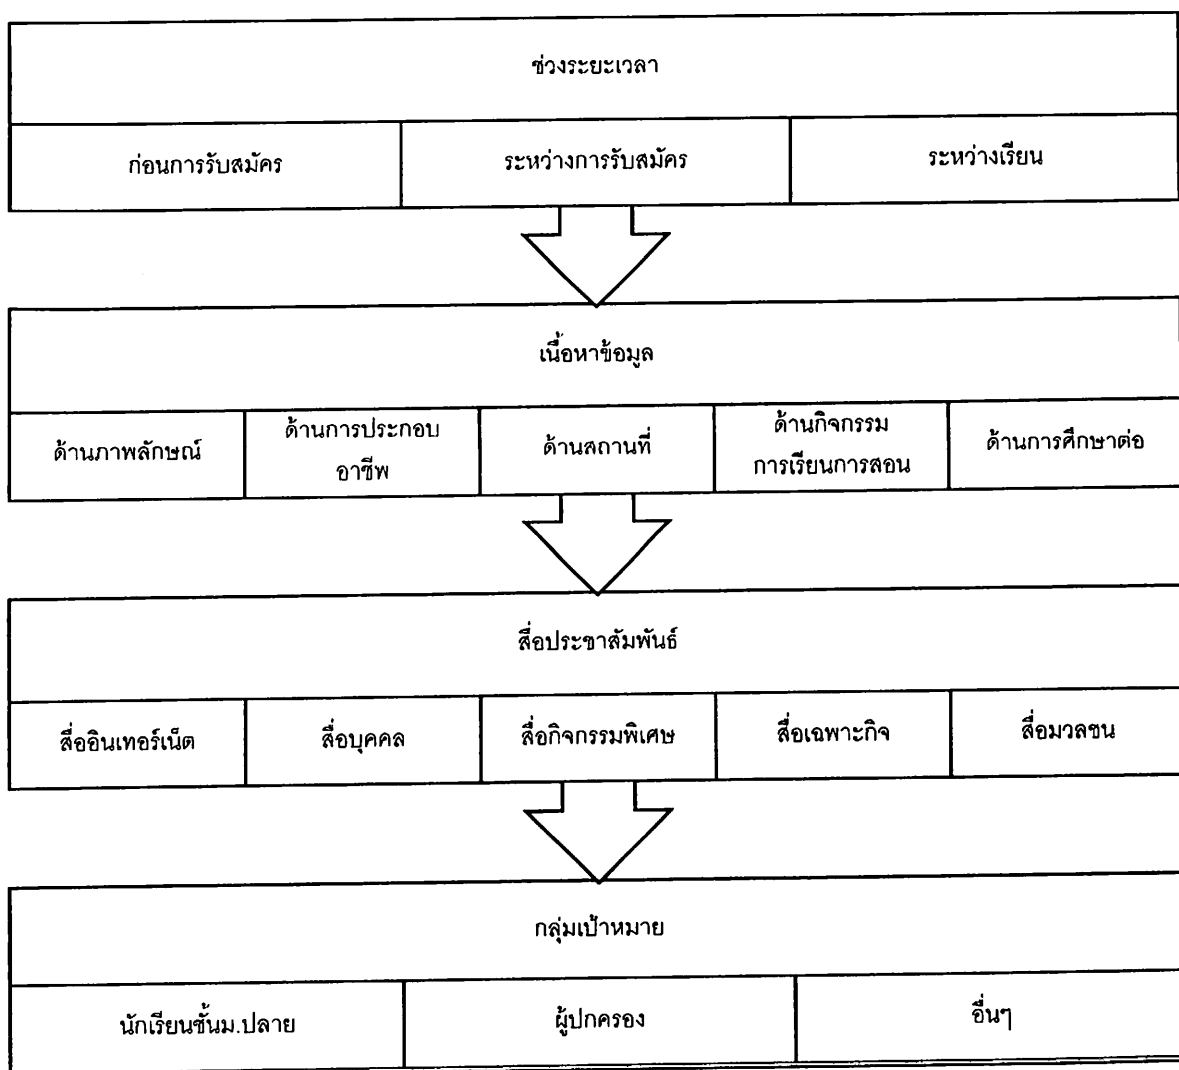 ช่วงระยะเวลา
ก่อนการรับสมัคร
ระหว่างการรับสมัคร
ระหว่างเรียน
เนื้อหาข้อมูล
ด้านภาพลักษณ์
ด้านการประกอบ
อาชีพ
ด้านสถานที่
ด้านกิจกรรม
การเรียนการสอน
ด้านการศึกษาต่อ
สื่อประชาสัมพันธ์
สื่ออินเทอร์เน็ต
สื่อบุคคล
สื่อกิจกรรมพิเศษ
สื่อเฉพาะกิจ
สื่อมวลชน
กลุ่มเป้าหมาย
นักเรียนชั้นม.ปลาย
ผู้ปกครอง
อื่นๆ